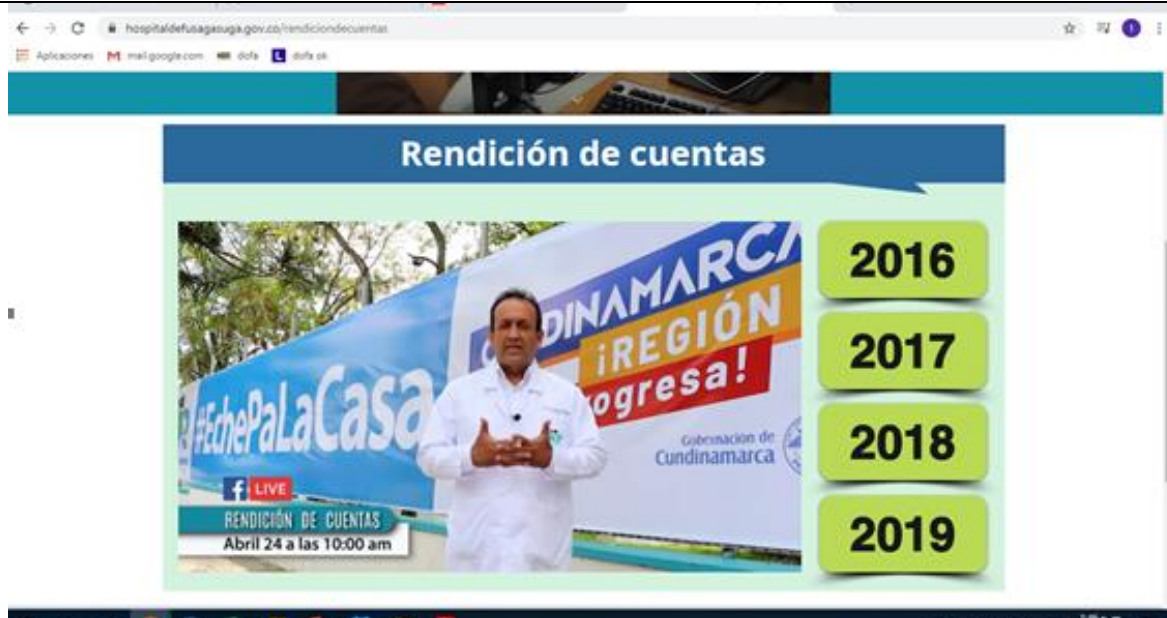 hospitaldefusagasuga.gov.co/rendiciondecuentas
Aplicaciones
mail.google.com
dofa
dofa ok
Rendición de cuentas
#EchePaLaCasa
DINAMARCA
¡REGIÓN
ogresa!
Gobernación de
Cundinamarca
f LIVE
RENDICIÓN DE CUENTAS
Abril 24 a las 10:00 am
2016
2017
2018
2019